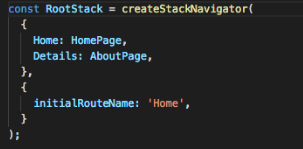 const RootStack = createStackNavigator(
  {
    Home: HomePage,
    Details: AboutPage,
  },
  {
    initialRouteName: 'Home',
  }
);